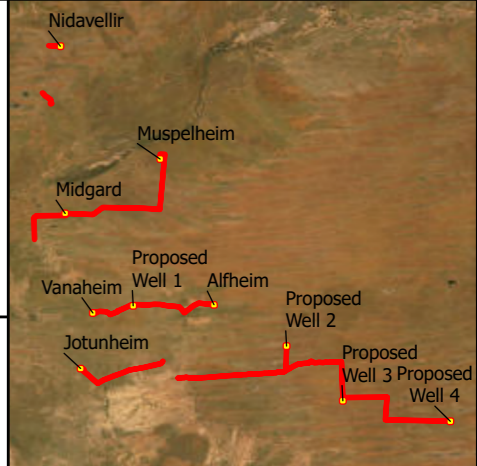 Nidavellir
Muspelheim
Midgard
Proposed
Well 1
Vanaheim
Alfheim
Proposed
Well 2
Jotunheim
Proposed
Well 3
Proposed
Well 4